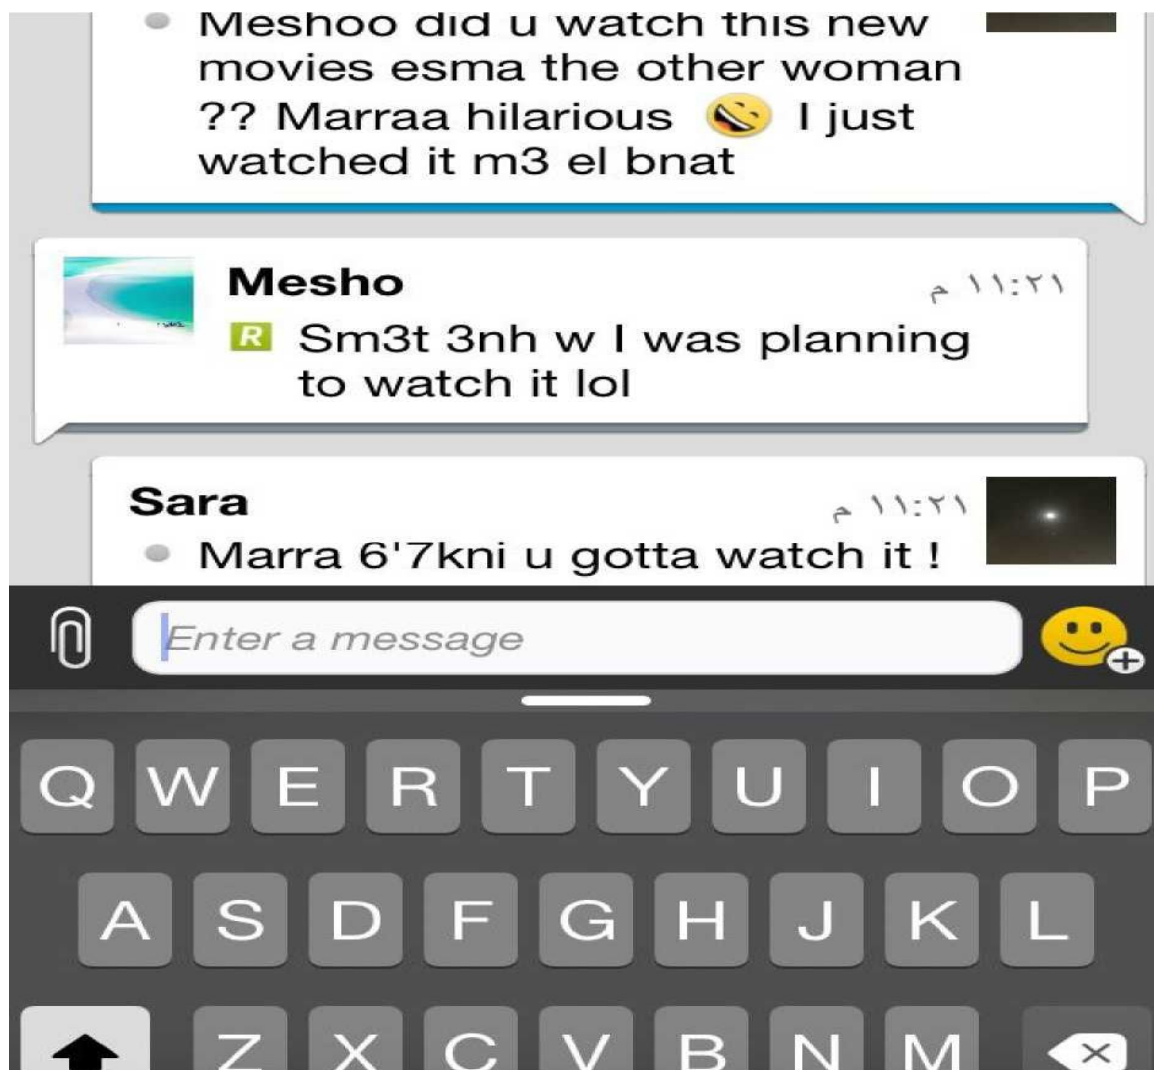 Meshoo did u watch this new
movies esma the other woman
?? Marraa hilarious 😆 I just
watched it m3 el bnat
Mesho
١١:٢١ م
R Sm3t 3nh w I was planning
to watch it lol
Sara
١١:٢١ م
Marra 6'7kni u gotta watch it !
Enter a message
Q W E R T Y U I O P
A S D F G H J K L
Z X C V B N M